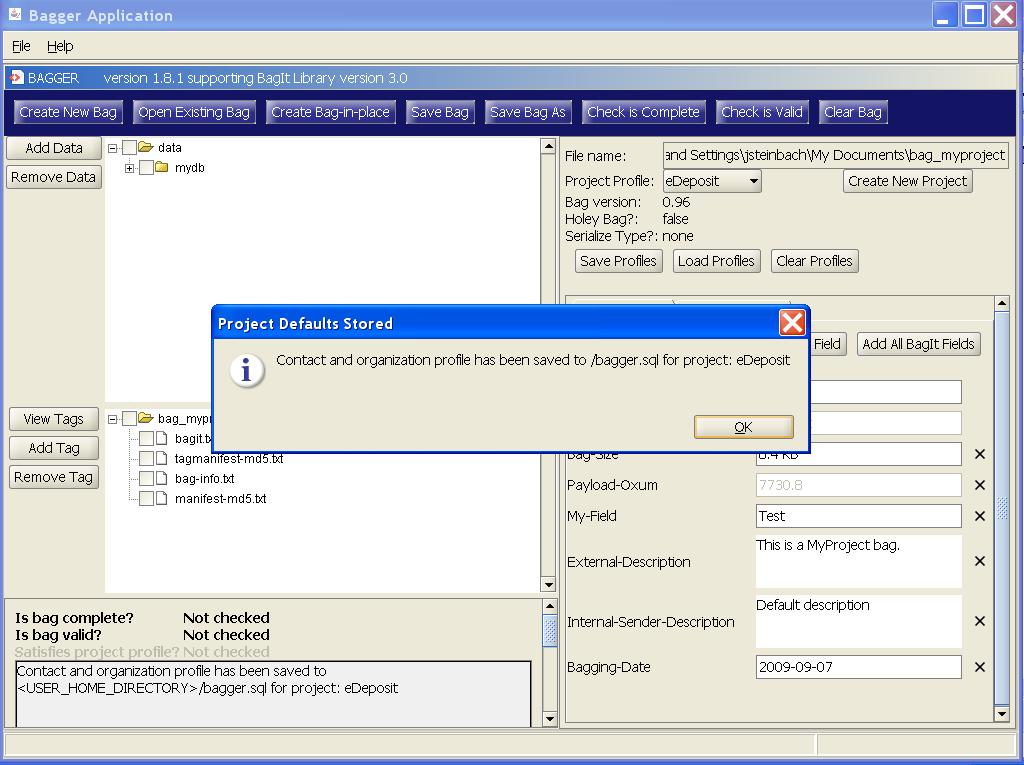 Bagger Application
File Help
BAGGER version 1.8.1 supporting BagIt Library version 3.0
Create New Bag Open Existing Bag Create Bag-in-place Save Bag Save Bag As Check is Complete Check is Valid Clear Bag
Add Data
Remove Data
data
mydb
File name: and Settings\jsteinbach\My Documents\bag_myproject
Project Profile: eDeposit Create New Project
Bag version: 0.96
Holey Bag?: false
Serialize Type?: none
Save Profiles Load Profiles Clear Profiles
Project Defaults Stored
Contact and organization profile has been saved to /bagger.sql for project: eDeposit
OK
Field Add All BagIt Fields
View Tags
Add Tag
Remove Tag
bag_myp
bagit.tx
tagmanifest-md5.txt
bag-info.txt
manifest-md5.txt
Bag-Size 8.4 KB
Payload-Oxum 7730.8
My-Field Test
External-Description This is a MyProject bag.
Internal-Sender-Description Default description
Bagging-Date 2009-09-07
Is bag complete? Not checked
Is bag valid? Not checked
Satisfies project profile? Not checked
Contact and organization profile has been saved to
<USER_HOME_DIRECTORY>/bagger.sql for project: eDeposit